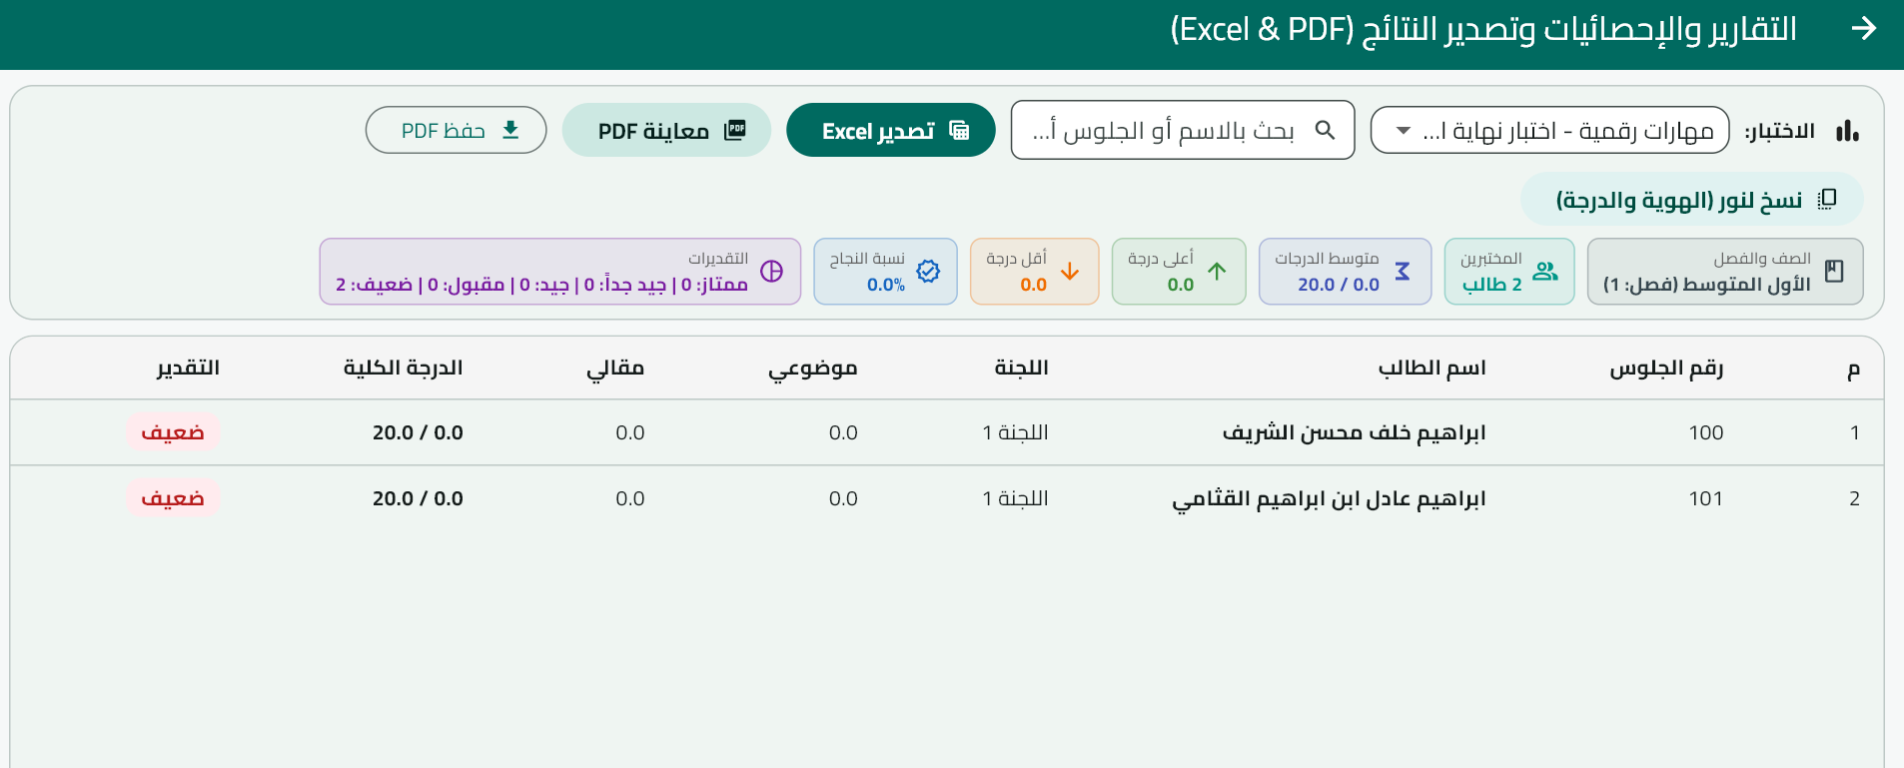 التقارير والإحصائيات وتصدير النتائج (Excel & PDF)
الاختبار:
مهارات رقمية - اختبار نهاية ا...
بحث بالاسم أو الجلوس أ...
تصدير Excel
معاينة PDF
حفظ PDF
نسخ لنور (الهوية والدرجة)
الصف والفصل
الأول المتوسط (فصل: 1)
المختبرين
2 طالب
متوسط الدرجات
0.0 / 20.0
أعلى درجة
0.0
أقل درجة
0.0
نسبة النجاح
0.0%
التقديرات
ممتاز: 0 | جيد جداً: 0 | جيد: 0 | مقبول: 0 | ضعيف: 2
م رقم الجلوس اسم الطالب اللجنة موضوعي مقالي الدرجة الكلية التقدير
1 100 ابراهيم خلف محسن الشريف اللجنة 1 0.0 0.0 0.0 / 20.0 ضعيف
2 101 ابراهيم عادل ابن ابراهيم القثامي اللجنة 1 0.0 0.0 0.0 / 20.0 ضعيف